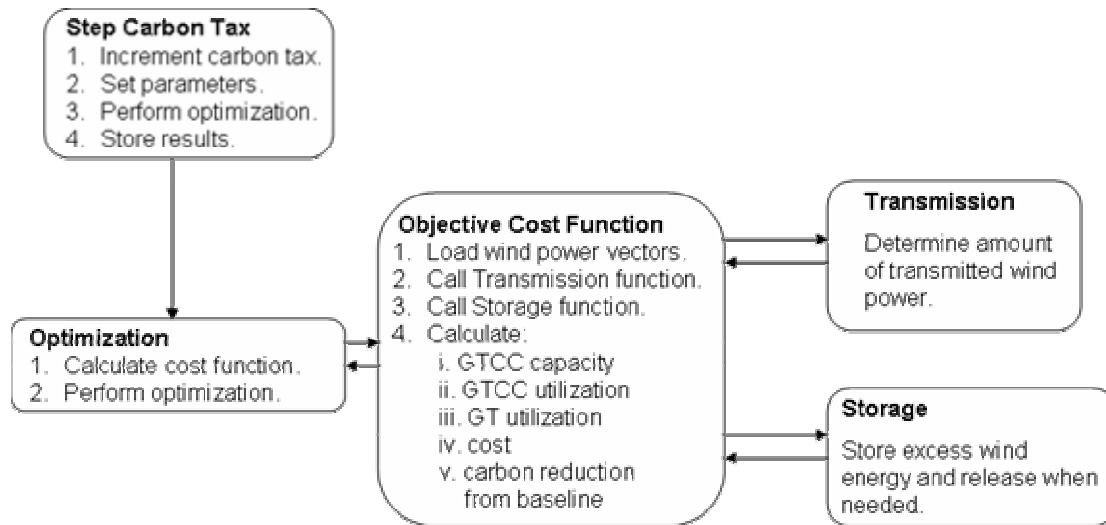 Step Carbon Tax
1. Increment carbon tax.
2. Set parameters.
3. Perform optimization.
4. Store results.
Optimization
1. Calculate cost function.
2. Perform optimization.
Objective Cost Function
1. Load wind power vectors.
2. Call Transmission function.
3. Call Storage function.
4. Calculate:
i. GTCC capacity
ii. GTCC utilization
iii. GT utilization
iv. cost
v. carbon reduction
from baseline
Transmission
Determine amount
of transmitted wind
power.
Storage
Store excess wind
energy and release when
needed.